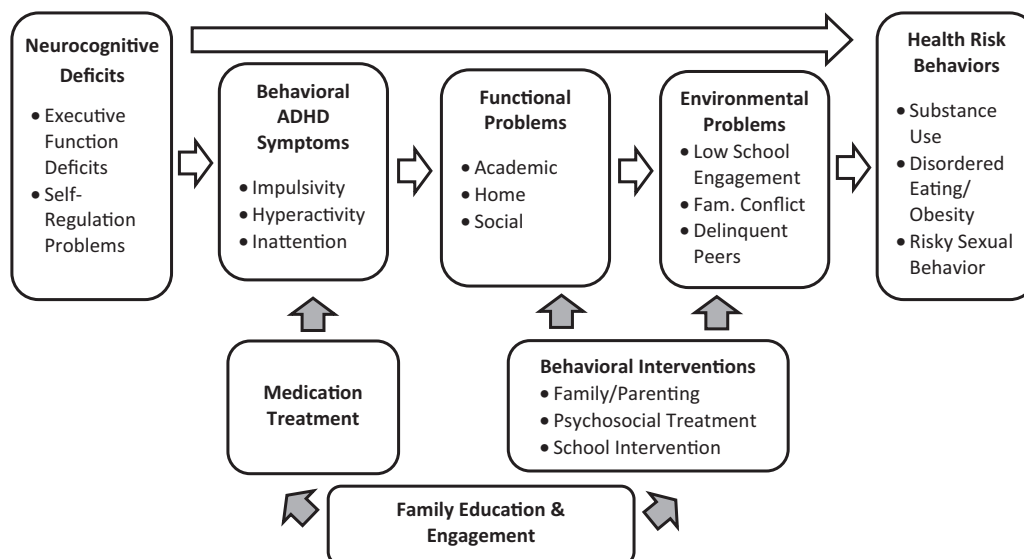 Neurocognitive
Deficits
• Executive
Function
Deficits
• Self-
Regulation
Problems
Behavioral
ADHD
Symptoms
• Impulsivity
• Hyperactivity
• Inattention
Functional
Problems
• Academic
• Home
• Social
Environmental
Problems
• Low School
Engagement
• Fam. Conflict
• Delinquent
Peers
Health Risk
Behaviors
• Substance
Use
• Disordered
Eating/
Obesity
• Risky Sexual
Behavior
Medication
Treatment
Behavioral Interventions
• Family/Parenting
• Psychosocial Treatment
• School Intervention
Family Education &
Engagement